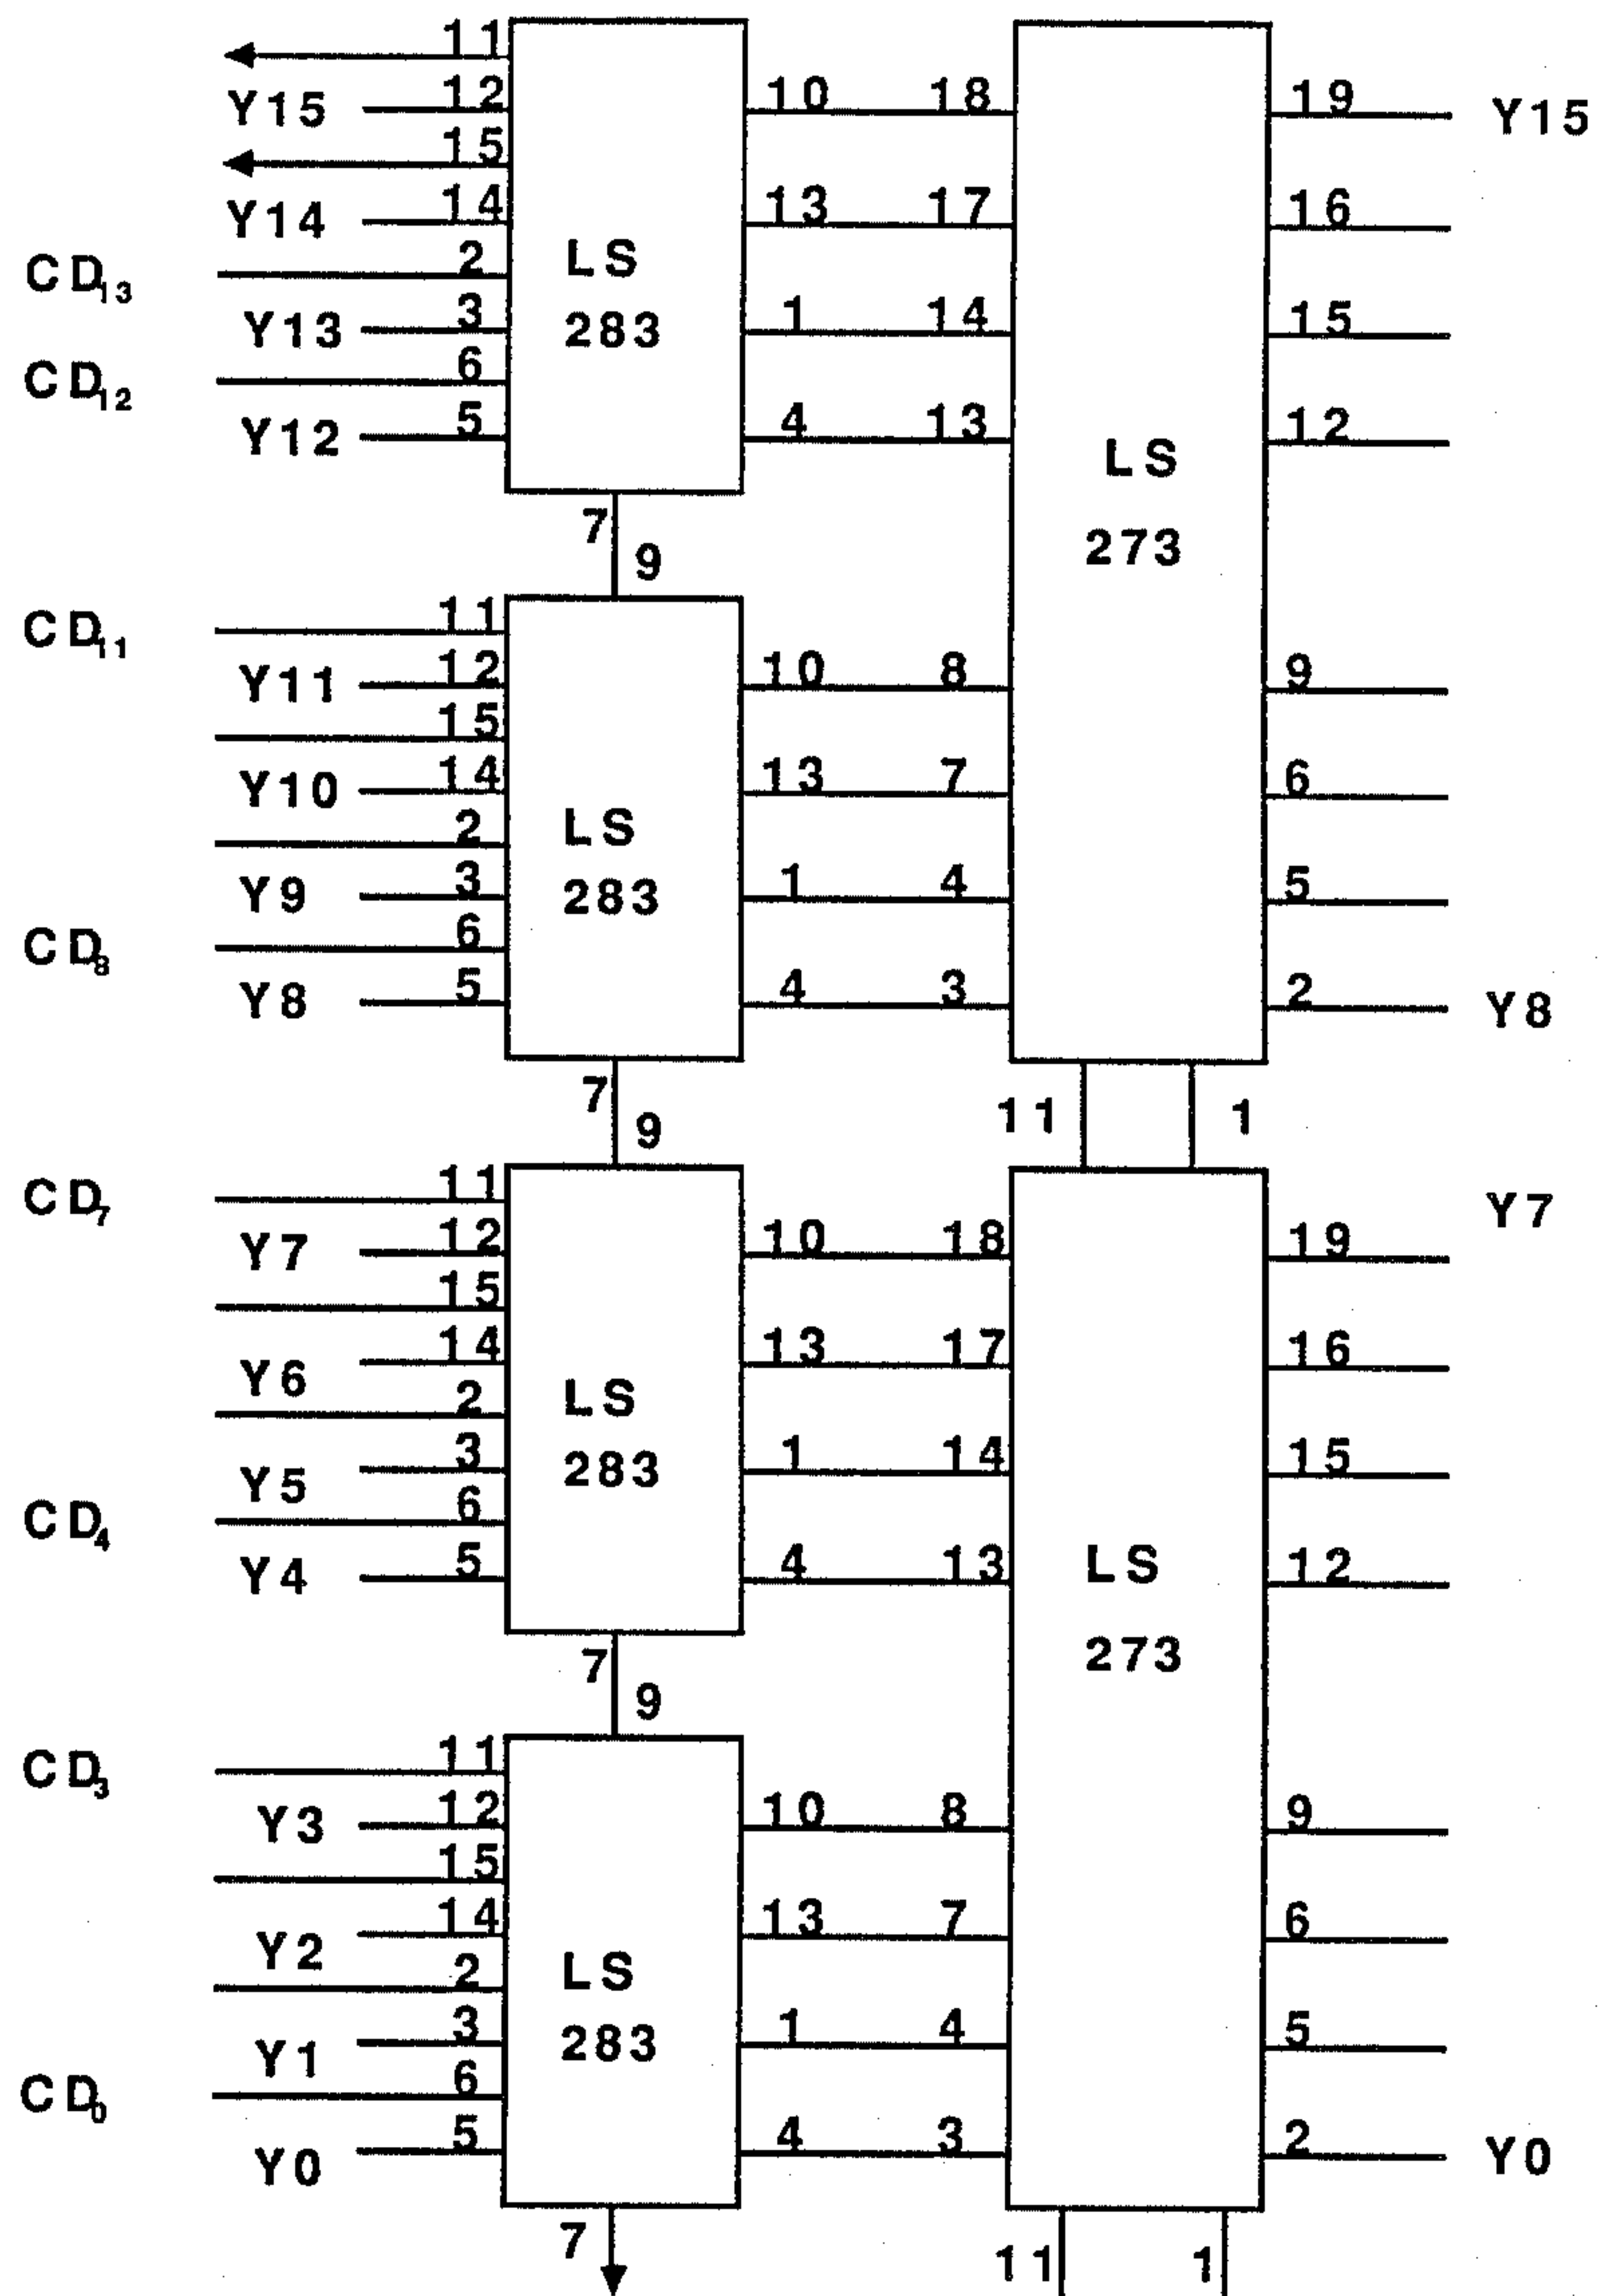 11
Y15 12 10 18 19 Y15
15
Y14 14 13 17 16
CD13 2 LS
Y13 3 283 1 14 15
CD12 6
Y12 5 4 13 12
LS
273
7
9
CD11 11
Y11 12 10 8 9
15
Y10 14 13 7 6
2 LS
Y9 3 283 1 4 5
CD8 6
Y8 5 4 3 2 Y8
7 11 1
9
CD7 11 Y7
Y7 12 10 18 19
15
Y6 14 13 17 16
2 LS
Y5 3 283 1 14 15
CD4 6
Y4 5 4 13 LS 12
273
7
9
CD3 11
Y3 12 10 8 9
15
Y2 14 13 7 6
2 LS
Y1 3 283 1 4 5
CD0 6
Y0 5 4 3 2 Y0
7 11 1